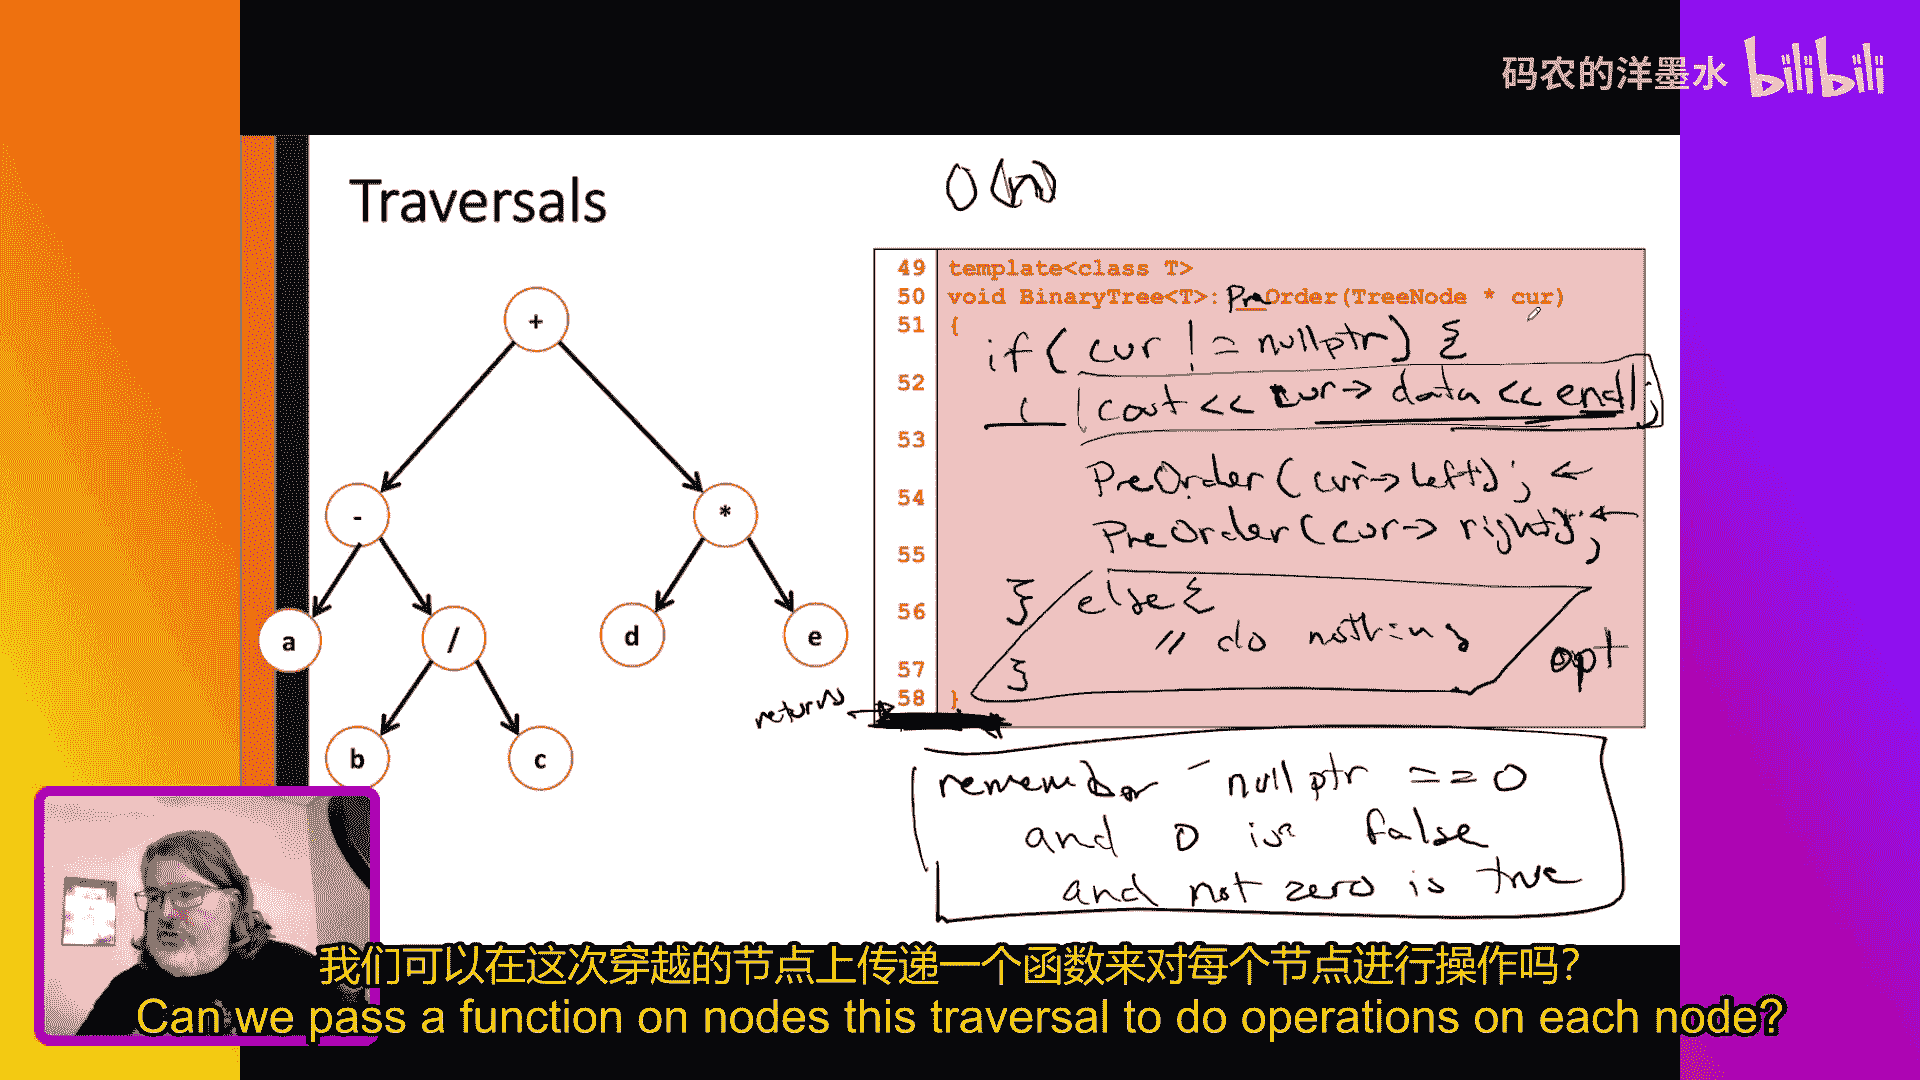 码农的洋墨水 bilibili
Traversals
O(n)
+
-
*
a
/
d
e
b
c
49 template<class T>
50 void BinaryTree<T>::PreOrder(TreeNode * cur)
51 {
if( cur != nullptr) {
52
cout << cur-> data << endl;
53
PreOrder( cur->left);
54
PreOrder(cur-> right);
55
} else {
56
// do nothing
opt
57 }
58 }
returns
remember nullptr == 0
and 0 is false
and not zero is true
我们可以在这次穿越的节点上传递一个函数来对每个节点进行操作吗?
Can we pass a function on nodes this traversal to do operations on each node?